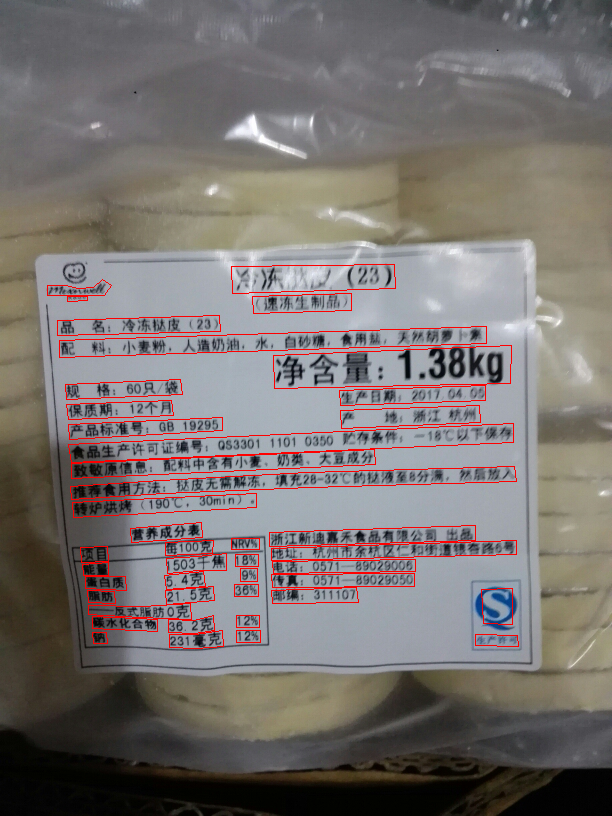 冷冻挞皮（23）
（速冻生制品）
品 名：冷冻挞皮（23）
配 料：小麦粉，人造奶油，水，白砂糖，食用盐，天然胡萝卜素
净含量：1.38kg
规 格：60只/袋
生产日期：2017.04.05
保质期：12个月
产 地：浙江 杭州
产品标准号：GB 19295
食品生产许可证编号：QS3301 1101 0350 贮存条件：－18℃以下保存
致敏原信息：配料中含有小麦、奶类、大豆成分
推荐食用方法：挞皮无需解冻，填充28-32℃的挞液至8分满，然后放入
转炉烘烤（190℃，30min）。
营养成分表
项目 每100克 NRV%
能量 1503千焦 18%
蛋白质 5.4克 9%
脂肪 21.5克 36%
——反式脂肪 0克
碳水化合物 36.2克 12%
钠 231毫克 12%
浙江新迪嘉禾食品有限公司 出品
地址：杭州市余杭区仁和街道银春路6号
电话：0571-89029006
传真：0571-89029050
邮编：311107
生产许可